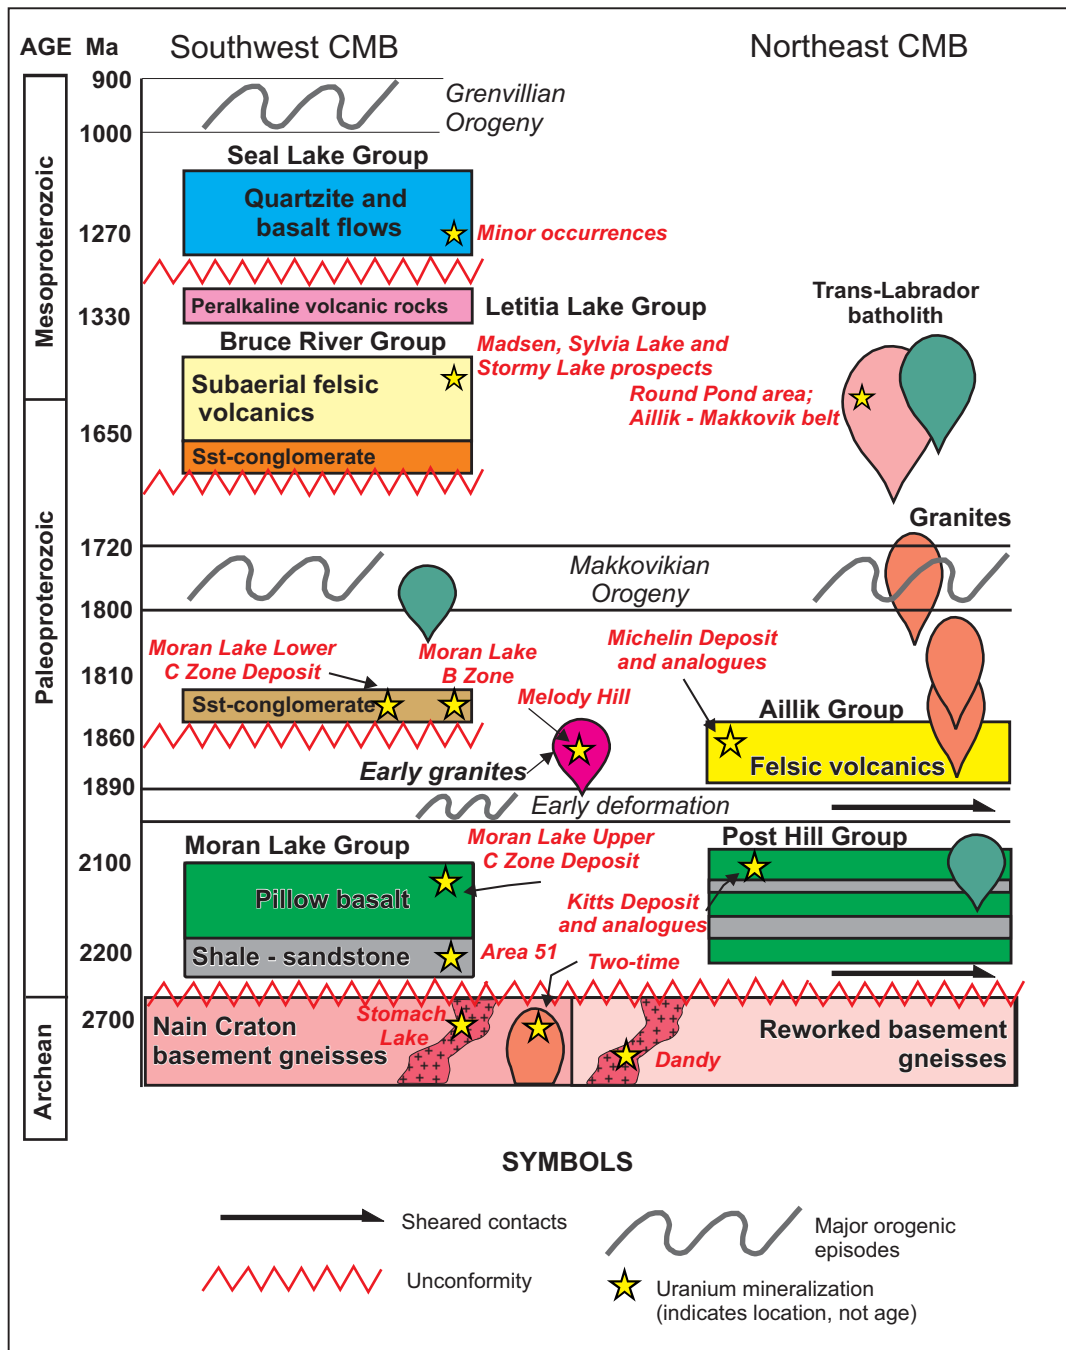 AGE Ma
Southwest CMB
Northeast CMB
900
Grenvillian
Orogeny
1000
Seal Lake Group
Quartzite and
basalt flows
1270
Minor occurrences
Mesoproterozoic
Peralkaline volcanic rocks
Letitia Lake Group
1330
Trans-Labrador
batholith
Bruce River Group
Madsen, Sylvia Lake and
Stormy Lake prospects
Subaerial felsic
volcanics
Round Pond area;
Aillik - Makkovik belt
1650
Sst-conglomerate
Granites
1720
Makkovikian
Orogeny
1800
Paleoproterozoic
Moran Lake Lower
C Zone Deposit
Moran Lake
B Zone
Michelin Deposit
and analogues
1810
Sst-conglomerate
Melody Hill
Aillik Group
1860
Early granites
Felsic volcanics
1890
Early deformation
Moran Lake Group
Moran Lake Upper
C Zone Deposit
Post Hill Group
2100
Pillow basalt
Kitts Deposit
and analogues
2200
Shale - sandstone
Area 51
Two-time
2700
Archean
Nain Craton
basement gneisses
Stomach
Lake
Dandy
Reworked basement
gneisses
SYMBOLS
Sheared contacts
Major orogenic
episodes
Unconformity
Uranium mineralization
(indicates location, not age)